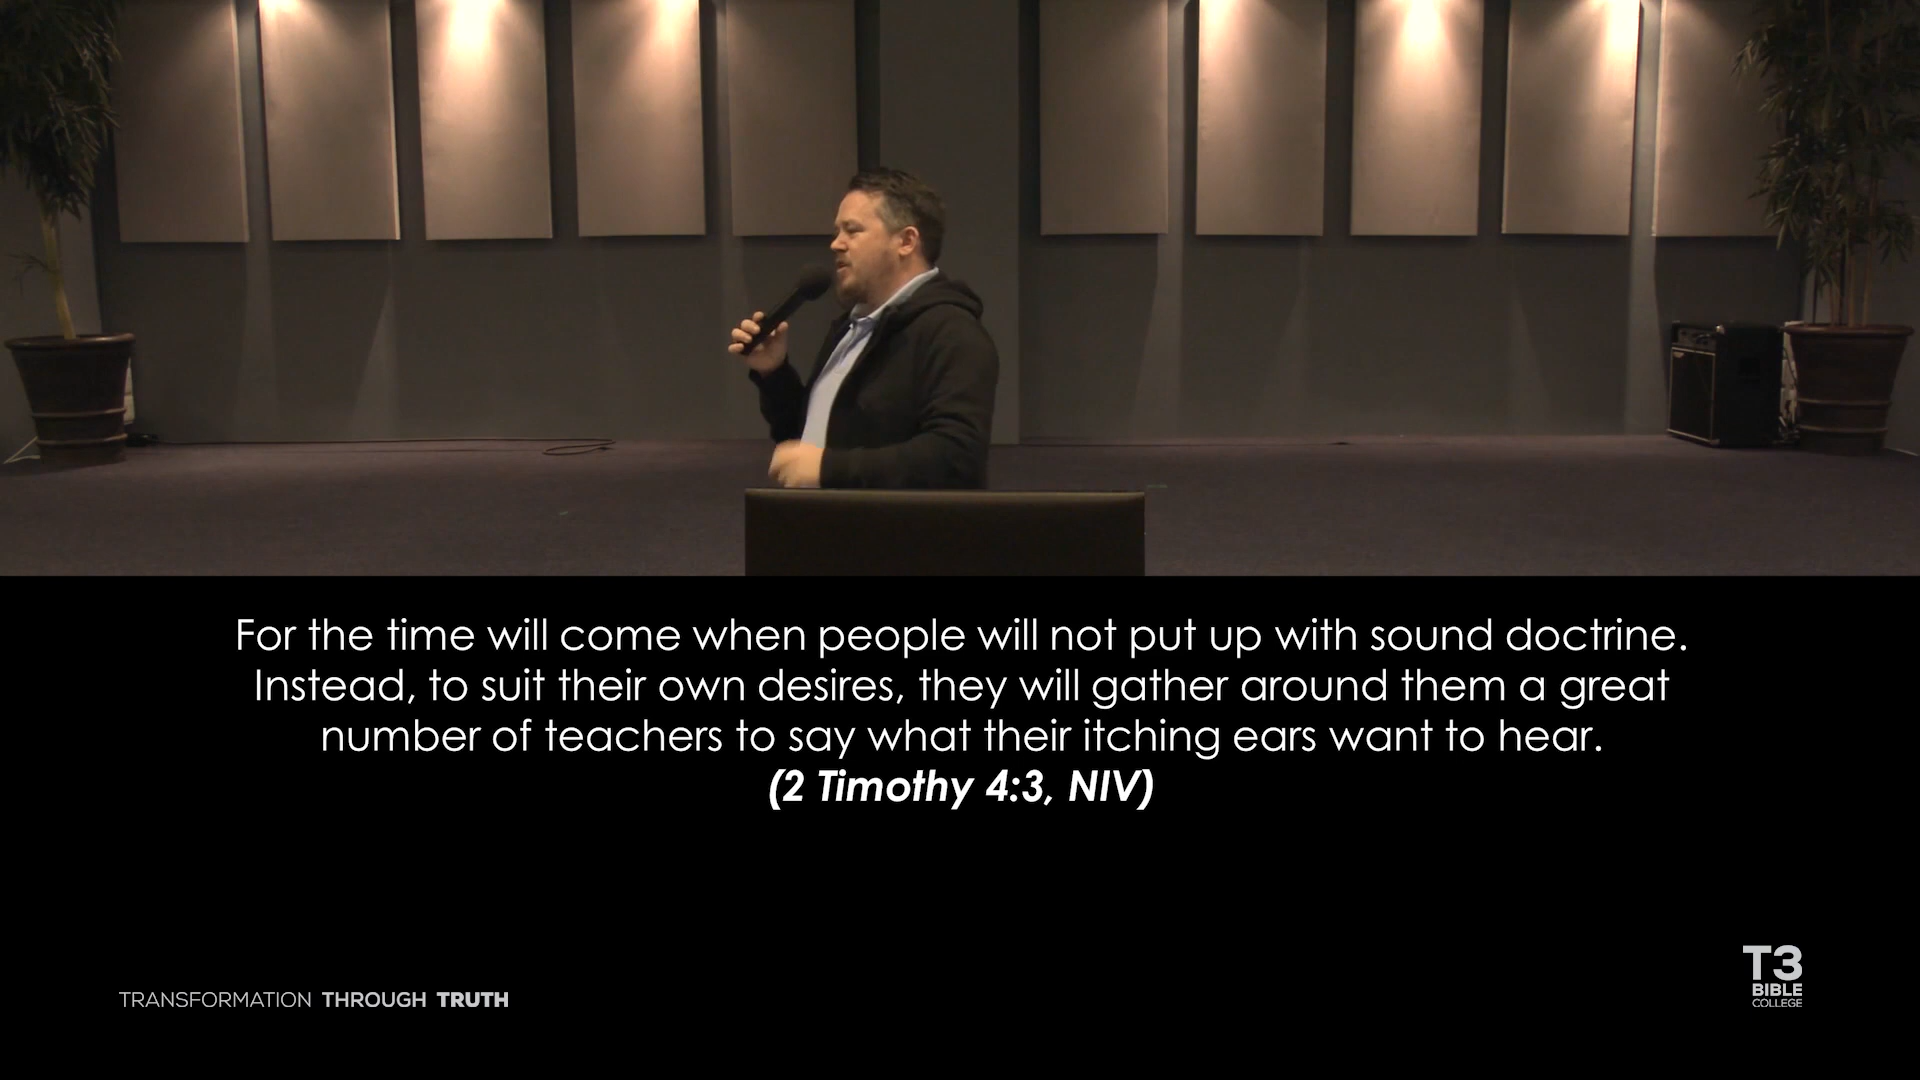 For the time will come when people will not put up with sound doctrine.
Instead, to suit their own desires, they will gather around them a great
number of teachers to say what their itching ears want to hear.
(2 Timothy 4:3, NIV)
TRANSFORMATION THROUGH TRUTH
T3
BIBLE
COLLEGE